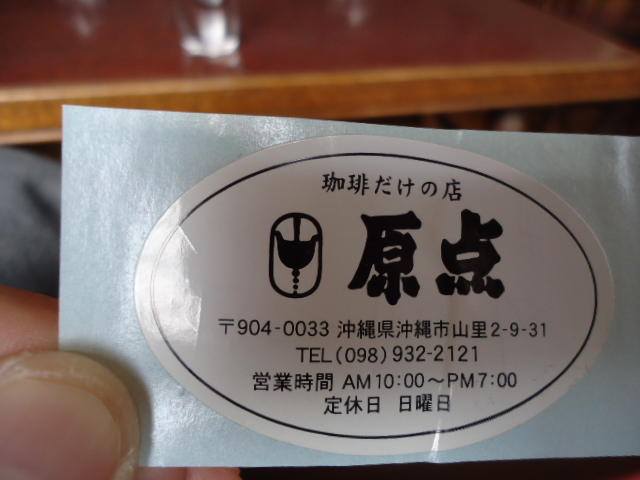 珈琲だけの店
原点
〒904-0033 沖縄県沖縄市山里2-9-31
TEL(098)932-2121
営業時間 AM10:00～PM7:00
定休日 日曜日